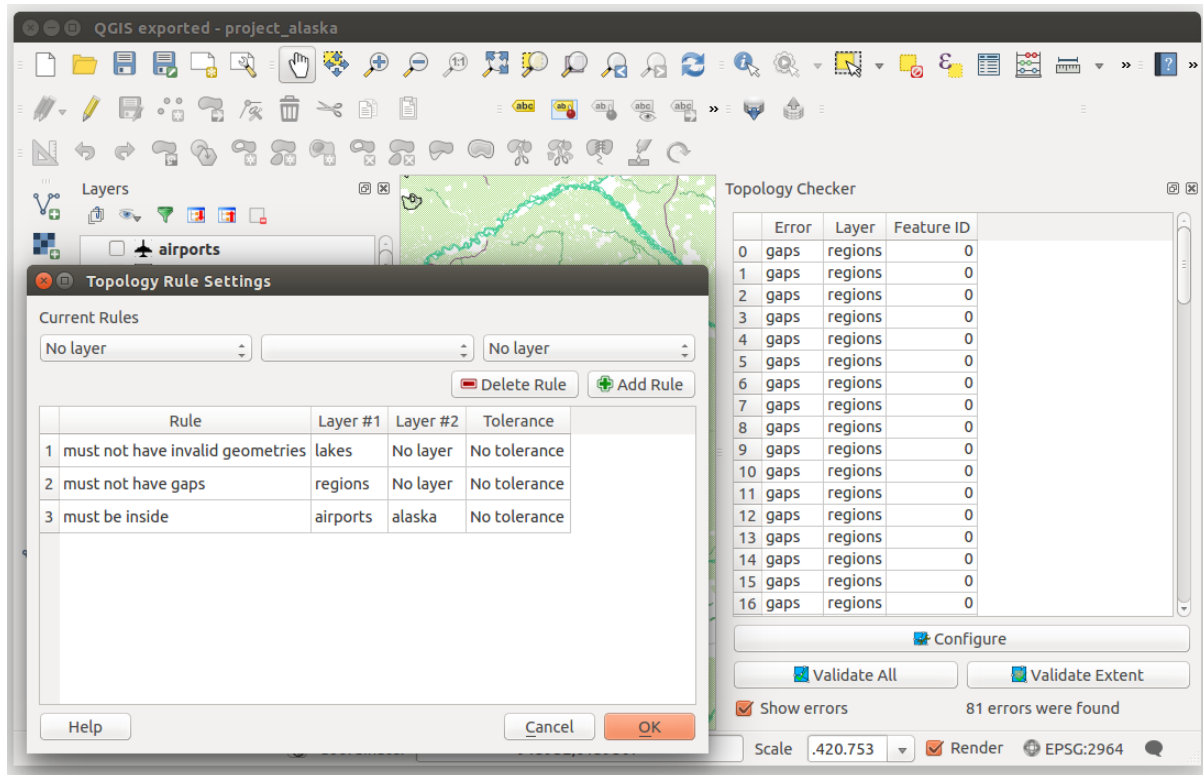 QGIS exported - project_alaska
1:1
abc
ab
ab
abc
abc
ε
?
»
»
»
Layers
airports
Topology Rule Settings
Current Rules
No layer
No layer
Delete Rule
Add Rule
Rule Layer #1 Layer #2 Tolerance
1 must not have invalid geometries lakes No layer No tolerance
2 must not have gaps regions No layer No tolerance
3 must be inside airports alaska No tolerance
Help
Cancel
OK
Topology Checker
Error Layer Feature ID
0 gaps regions 0
1 gaps regions 0
2 gaps regions 0
3 gaps regions 0
4 gaps regions 0
5 gaps regions 0
6 gaps regions 0
7 gaps regions 0
8 gaps regions 0
9 gaps regions 0
10 gaps regions 0
11 gaps regions 0
12 gaps regions 0
13 gaps regions 0
14 gaps regions 0
15 gaps regions 0
16 gaps regions 0
Configure
Validate All
Validate Extent
Show errors
81 errors were found
Scale .420.753
Render
EPSG:2964